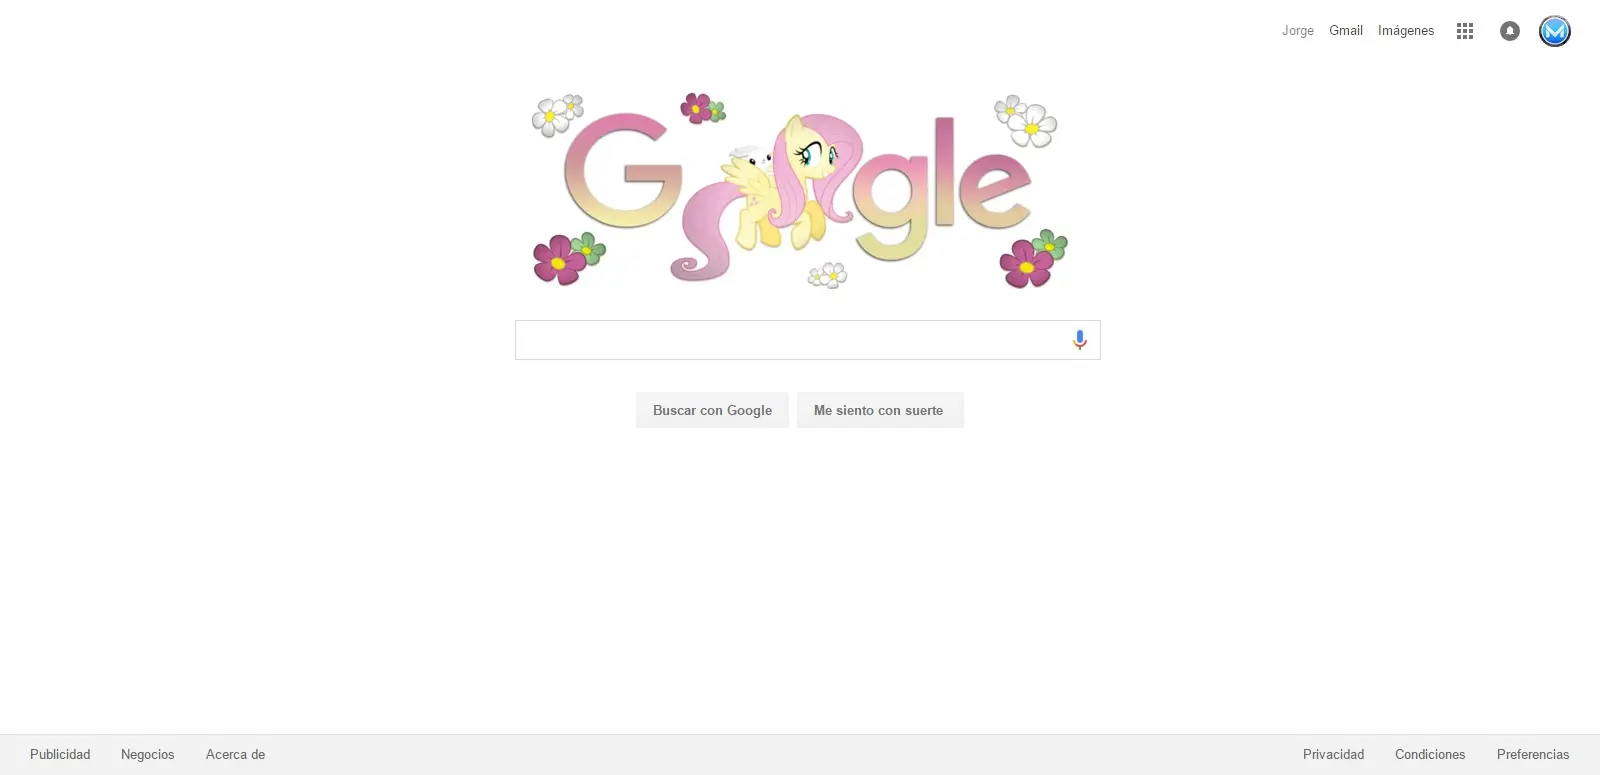 Jorge Gmail Imágenes
Google
Buscar con Google Me siento con suerte
Publicidad Negocios Acerca de Privacidad Condiciones Preferencias